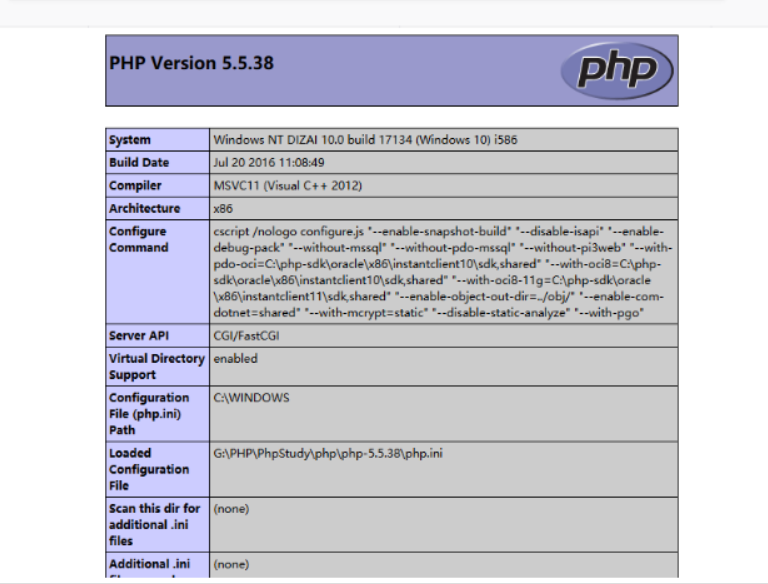 PHP Version 5.5.38
php
System Windows NT DIZAI 10.0 build 17134 (Windows 10) i586
Build Date Jul 20 2016 11:08:49
Compiler MSVC11 (Visual C++ 2012)
Architecture x86
Configure Command
cscript /nologo configure.js "--enable-snapshot-build" "--disable-isapi" "--enable-
debug-pack" "--without-mssql" "--without-pdo-mssql" "--without-pi3web" "--with-
pdo-oci=C:\php-sdk\oracle\x86\instantclient10\sdk,shared" "--with-oci8=C:\php-
sdk\oracle\x86\instantclient10\sdk,shared" "--with-oci8-11g=C:\php-sdk\oracle
\x86\instantclient11\sdk,shared" "--enable-object-out-dir=../obj/" "--enable-com-
dotnet=shared" "--with-mcrypt=static" "--disable-static-analyze" "--with-pgo"
Server API CGI/FastCGI
Virtual Directory enabled
Support
Configuration C:\WINDOWS
File (php.ini)
Path
Loaded G:\PHP\PhpStudy\php\php-5.5.38\php.ini
Configuration
File
Scan this dir for (none)
additional .ini
files
Additional .ini (none)